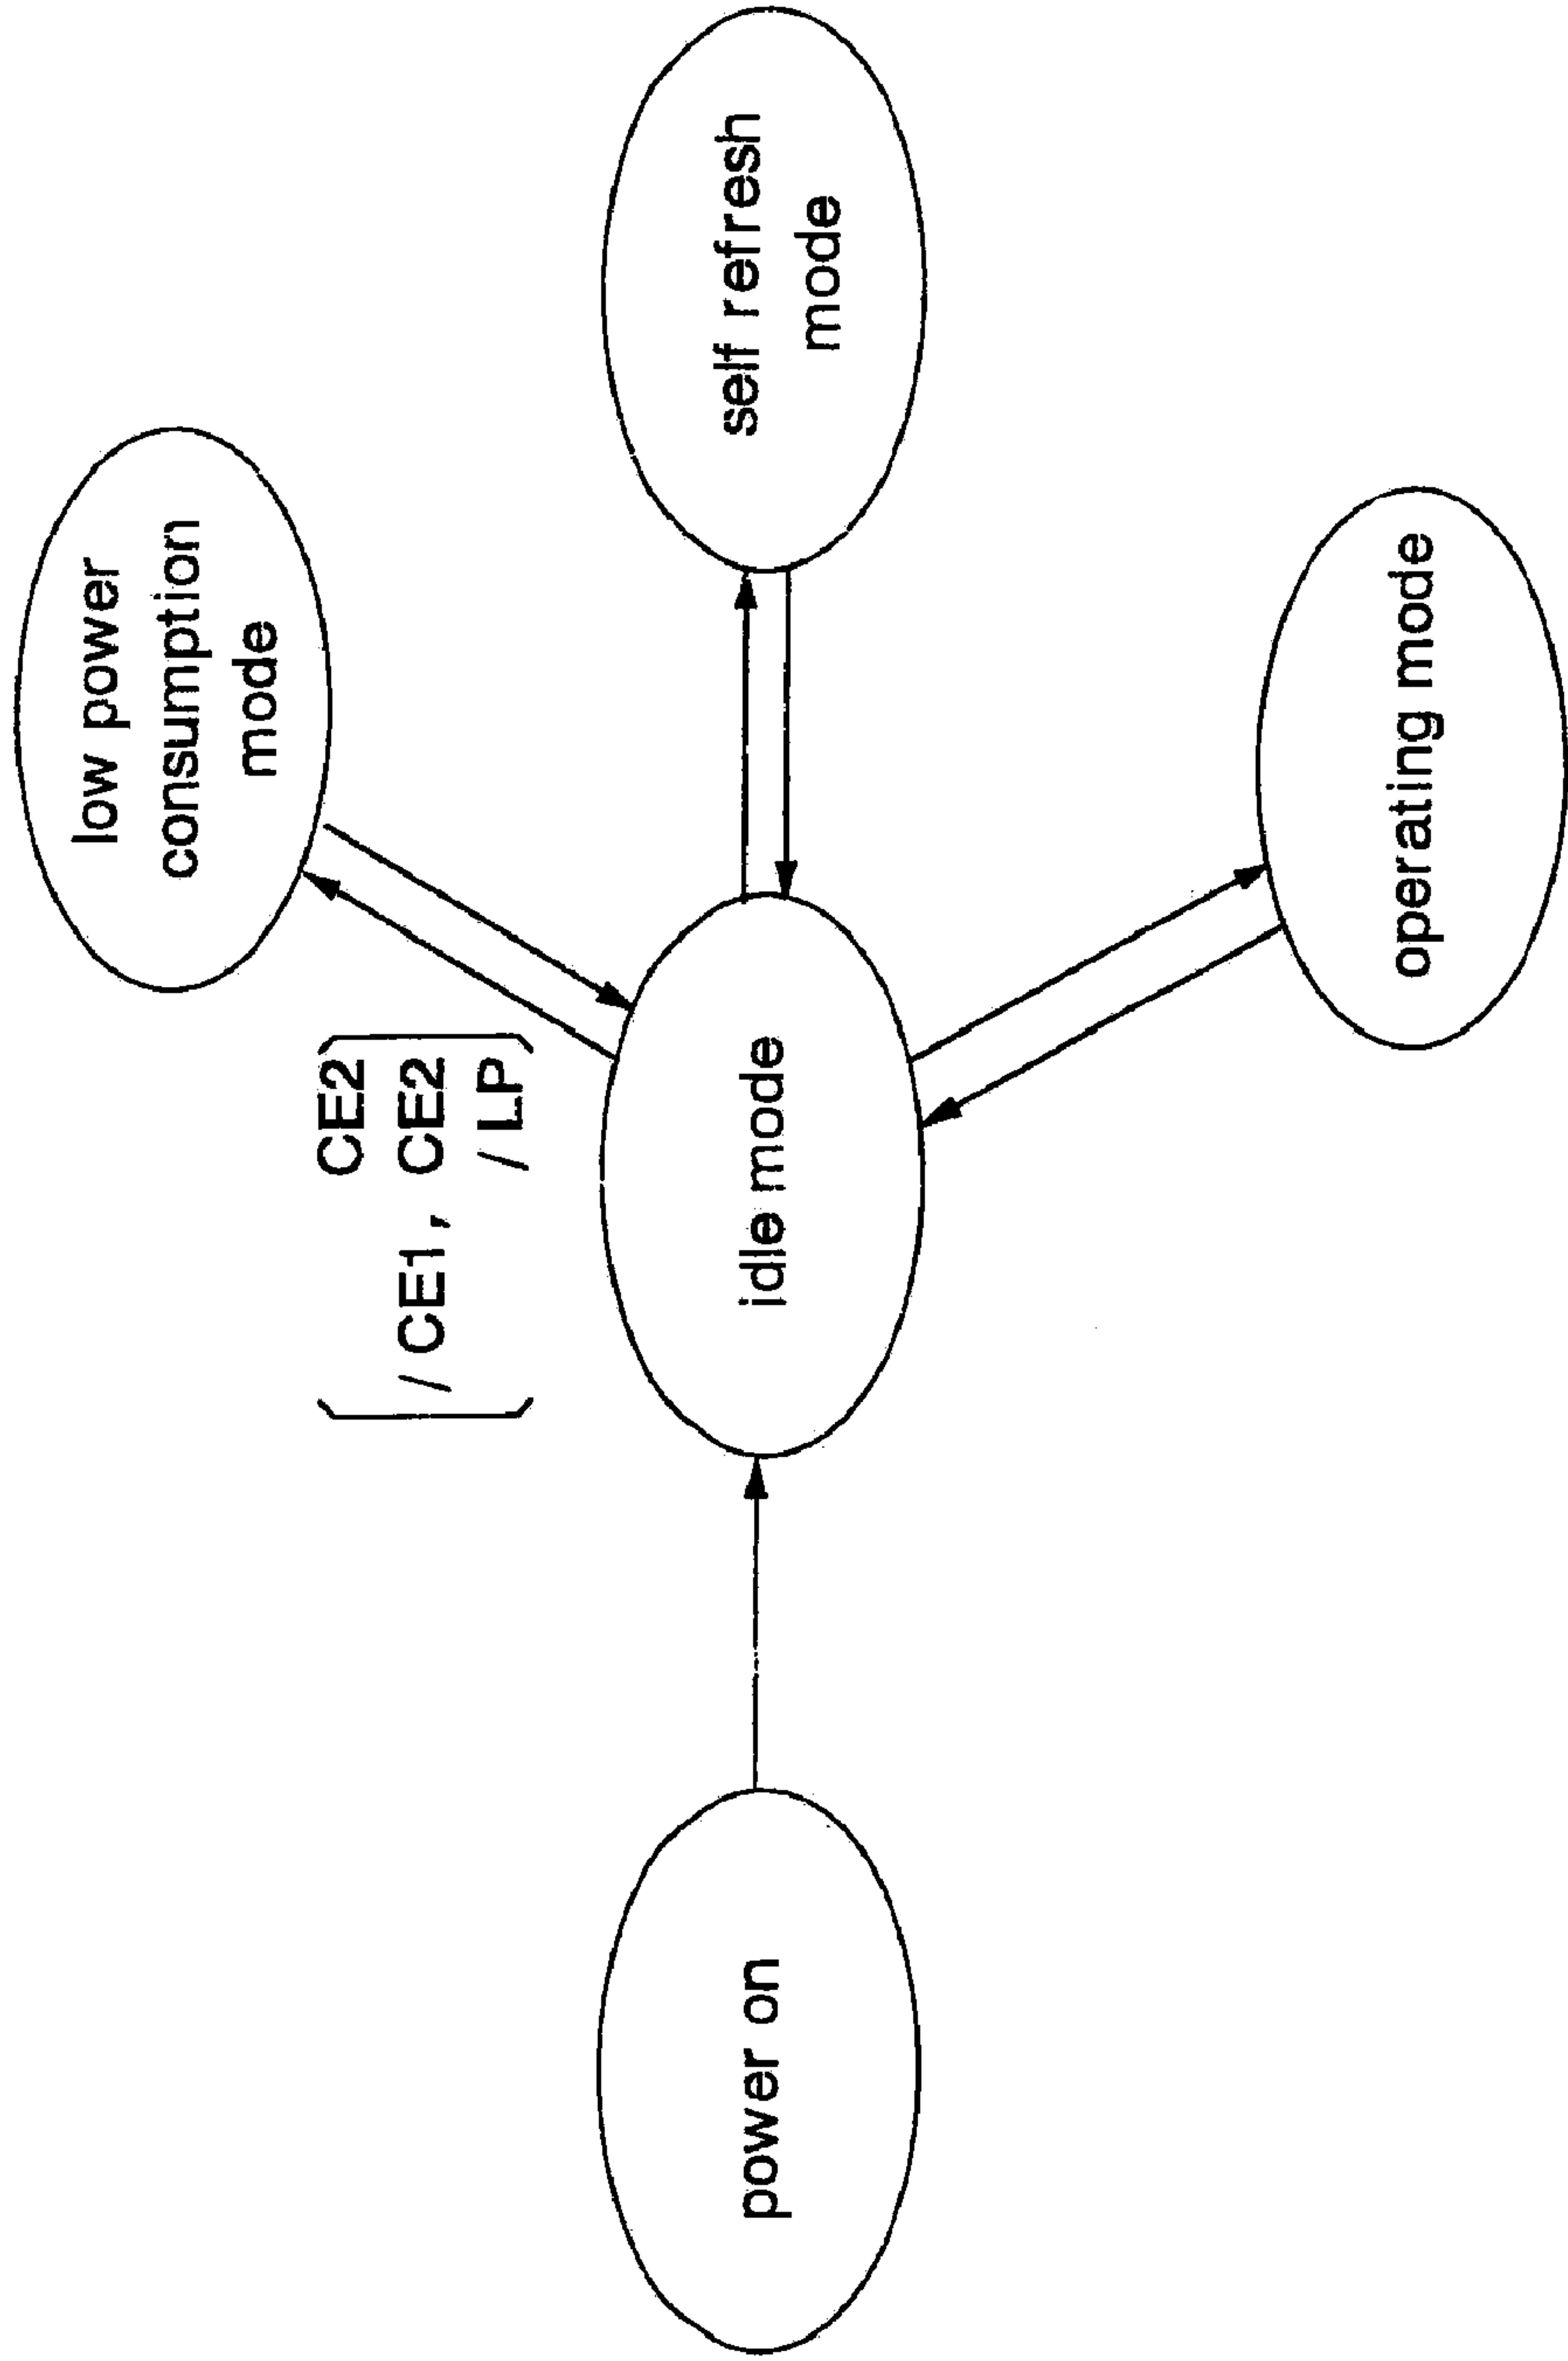 low power
consumption
mode
CE2
/ CE1, CE2
/ LP
power on
idle mode
self refresh
mode
operating mode